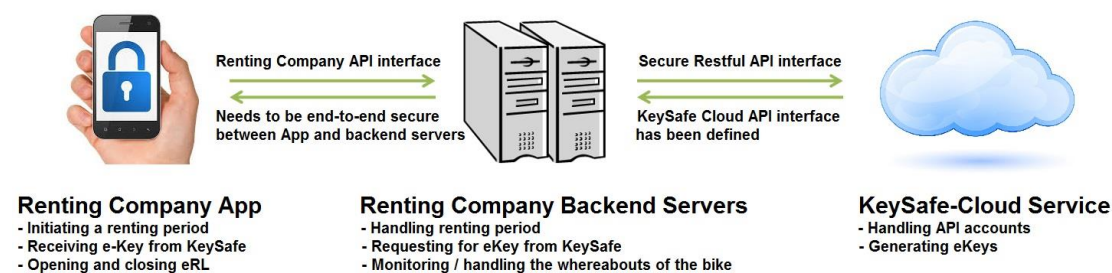 Renting Company API interface
Needs to be end-to-end secure
between App and backend servers
Secure Restful API interface
KeySafe Cloud API interface
has been defined
Renting Company App
- Initiating a renting period
- Receiving e-Key from KeySafe
- Opening and closing eRL
Renting Company Backend Servers
- Handling renting period
- Requesting for eKey from KeySafe
- Monitoring / handling the whereabouts of the bike
KeySafe-Cloud Service
- Handling API accounts
- Generating eKeys